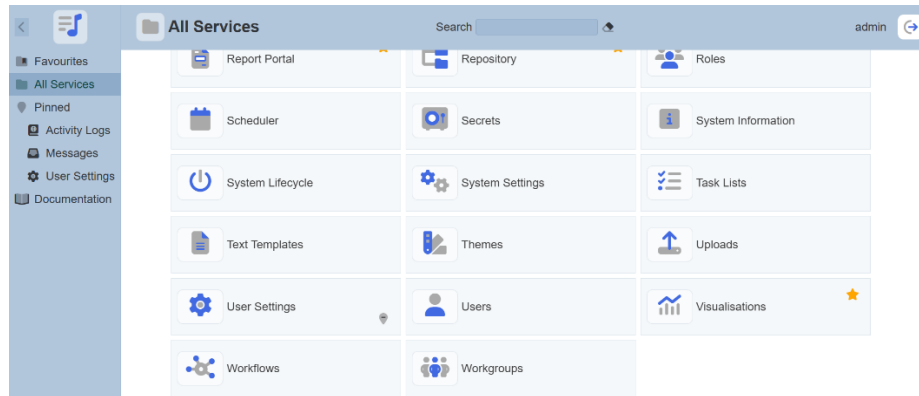 All Services
Search
admin
Favourites
All Services
Pinned
Activity Logs
Messages
User Settings
Documentation
Report Portal
Repository
Roles
Scheduler
Secrets
System Information
System Lifecycle
System Settings
Task Lists
Text Templates
Themes
Uploads
User Settings
Users
Visualisations
Workflows
Workgroups